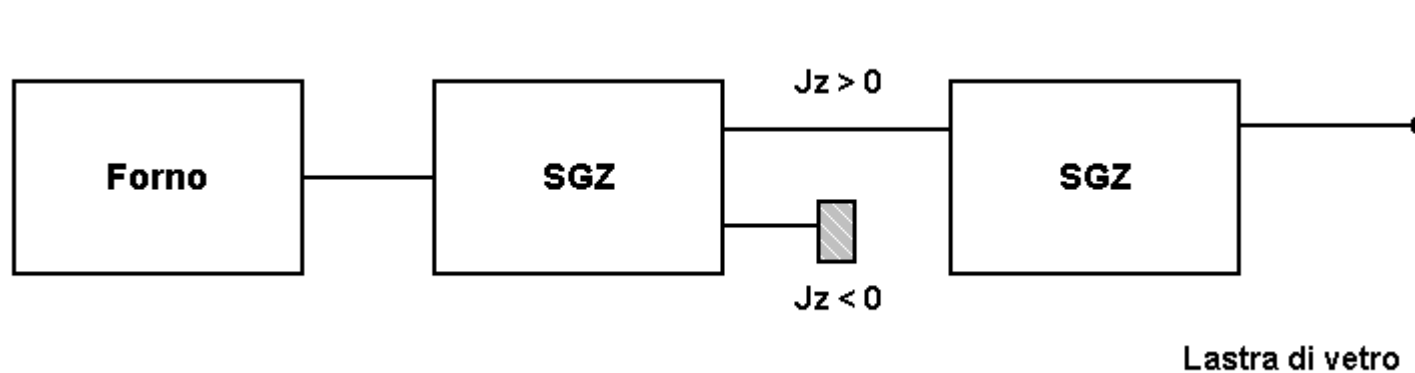 Jz > 0
Forno
SGZ
SGZ
Jz < 0
Lastra di vetro